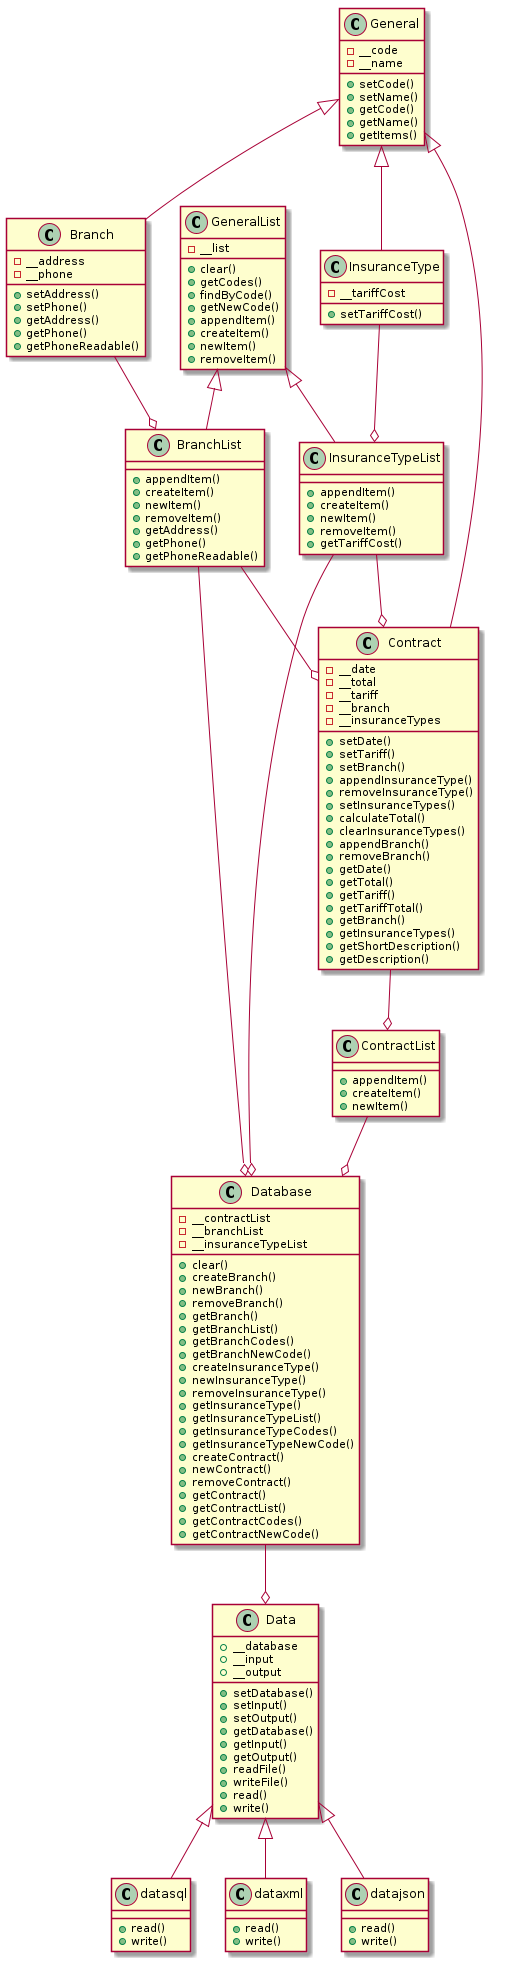 C General
__code
__name
setCode()
setName()
getCode()
getName()
getItems()
C Branch
__address
__phone
setAddress()
setPhone()
getAddress()
getPhone()
getPhoneReadable()
C GeneralList
__list
clear()
getCodes()
findByCode()
getNewCode()
appendItem()
createItem()
newItem()
removeItem()
C InsuranceType
__tariffCost
setTariffCost()
C BranchList
appendItem()
createItem()
newItem()
removeItem()
getAddress()
getPhone()
getPhoneReadable()
C InsuranceTypeList
appendItem()
createItem()
newItem()
removeItem()
getTariffCost()
C Contract
__date
__total
__tariff
__branch
__insuranceTypes
setDate()
setTariff()
setBranch()
appendInsuranceType()
removeInsuranceType()
setInsuranceTypes()
calculateTotal()
clearInsuranceTypes()
appendBranch()
removeBranch()
getDate()
getTotal()
getTariff()
getTariffTotal()
getBranch()
getInsuranceTypes()
getShortDescription()
getDescription()
C ContractList
appendItem()
createItem()
newItem()
C Database
__contractList
__branchList
__insuranceTypeList
clear()
createBranch()
newBranch()
removeBranch()
getBranch()
getBranchList()
getBranchCodes()
getBranchNewCode()
createInsuranceType()
newInsuranceType()
removeInsuranceType()
getInsuranceType()
getInsuranceTypeList()
getInsuranceTypeCodes()
getInsuranceTypeNewCode()
createContract()
newContract()
removeContract()
getContract()
getContractList()
getContractCodes()
getContractNewCode()
C Data
__database
__input
__output
setDatabase()
setInput()
setOutput()
getDatabase()
getInput()
getOutput()
readFile()
writeFile()
read()
write()
C datasql
read()
write()
C dataxml
read()
write()
C datajson
read()
write()